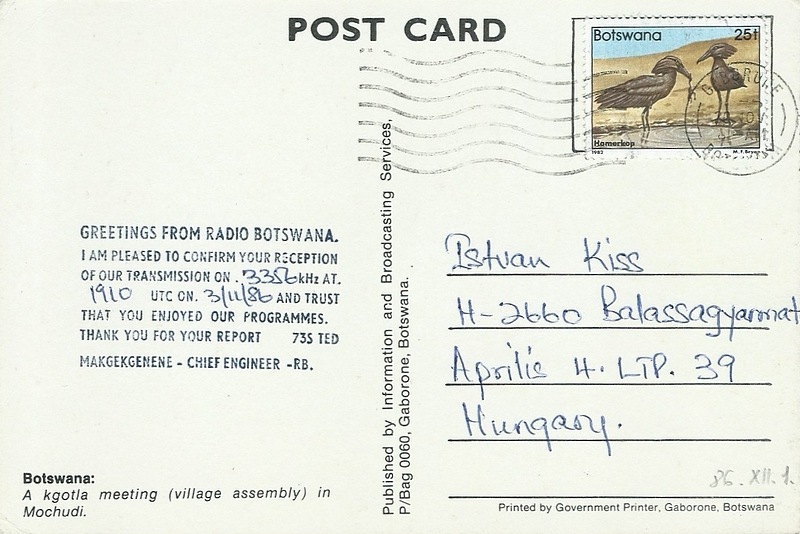 POST CARD
Botswana 25t
Hamerkop
1982
GABORONE
GREETINGS FROM RADIO BOTSWANA.
I AM PLEASED TO CONFIRM YOUR RECEPTION
OF OUR TRANSMISSION ON . 3356 kHz AT.
1910 UTC ON. 3/11/86 AND TRUST
THAT YOU ENJOYED OUR PROGRAMMES.
THANK YOU FOR YOUR REPORT 73S TED
MAKGEKGENENE - CHIEF ENGINEER -RB.
Botswana:
A kgotla meeting (village assembly) in
Mochudi.
Published by Information and Broadcasting Services,
P/Bag 0060, Gaborone, Botswana.
Istvan Kiss
H-2660 Balassagyarmat
Aprilis 4. LTP. 39
Hungary.
86. XII. 1.
Printed by Government Printer, Gaborone, Botswana